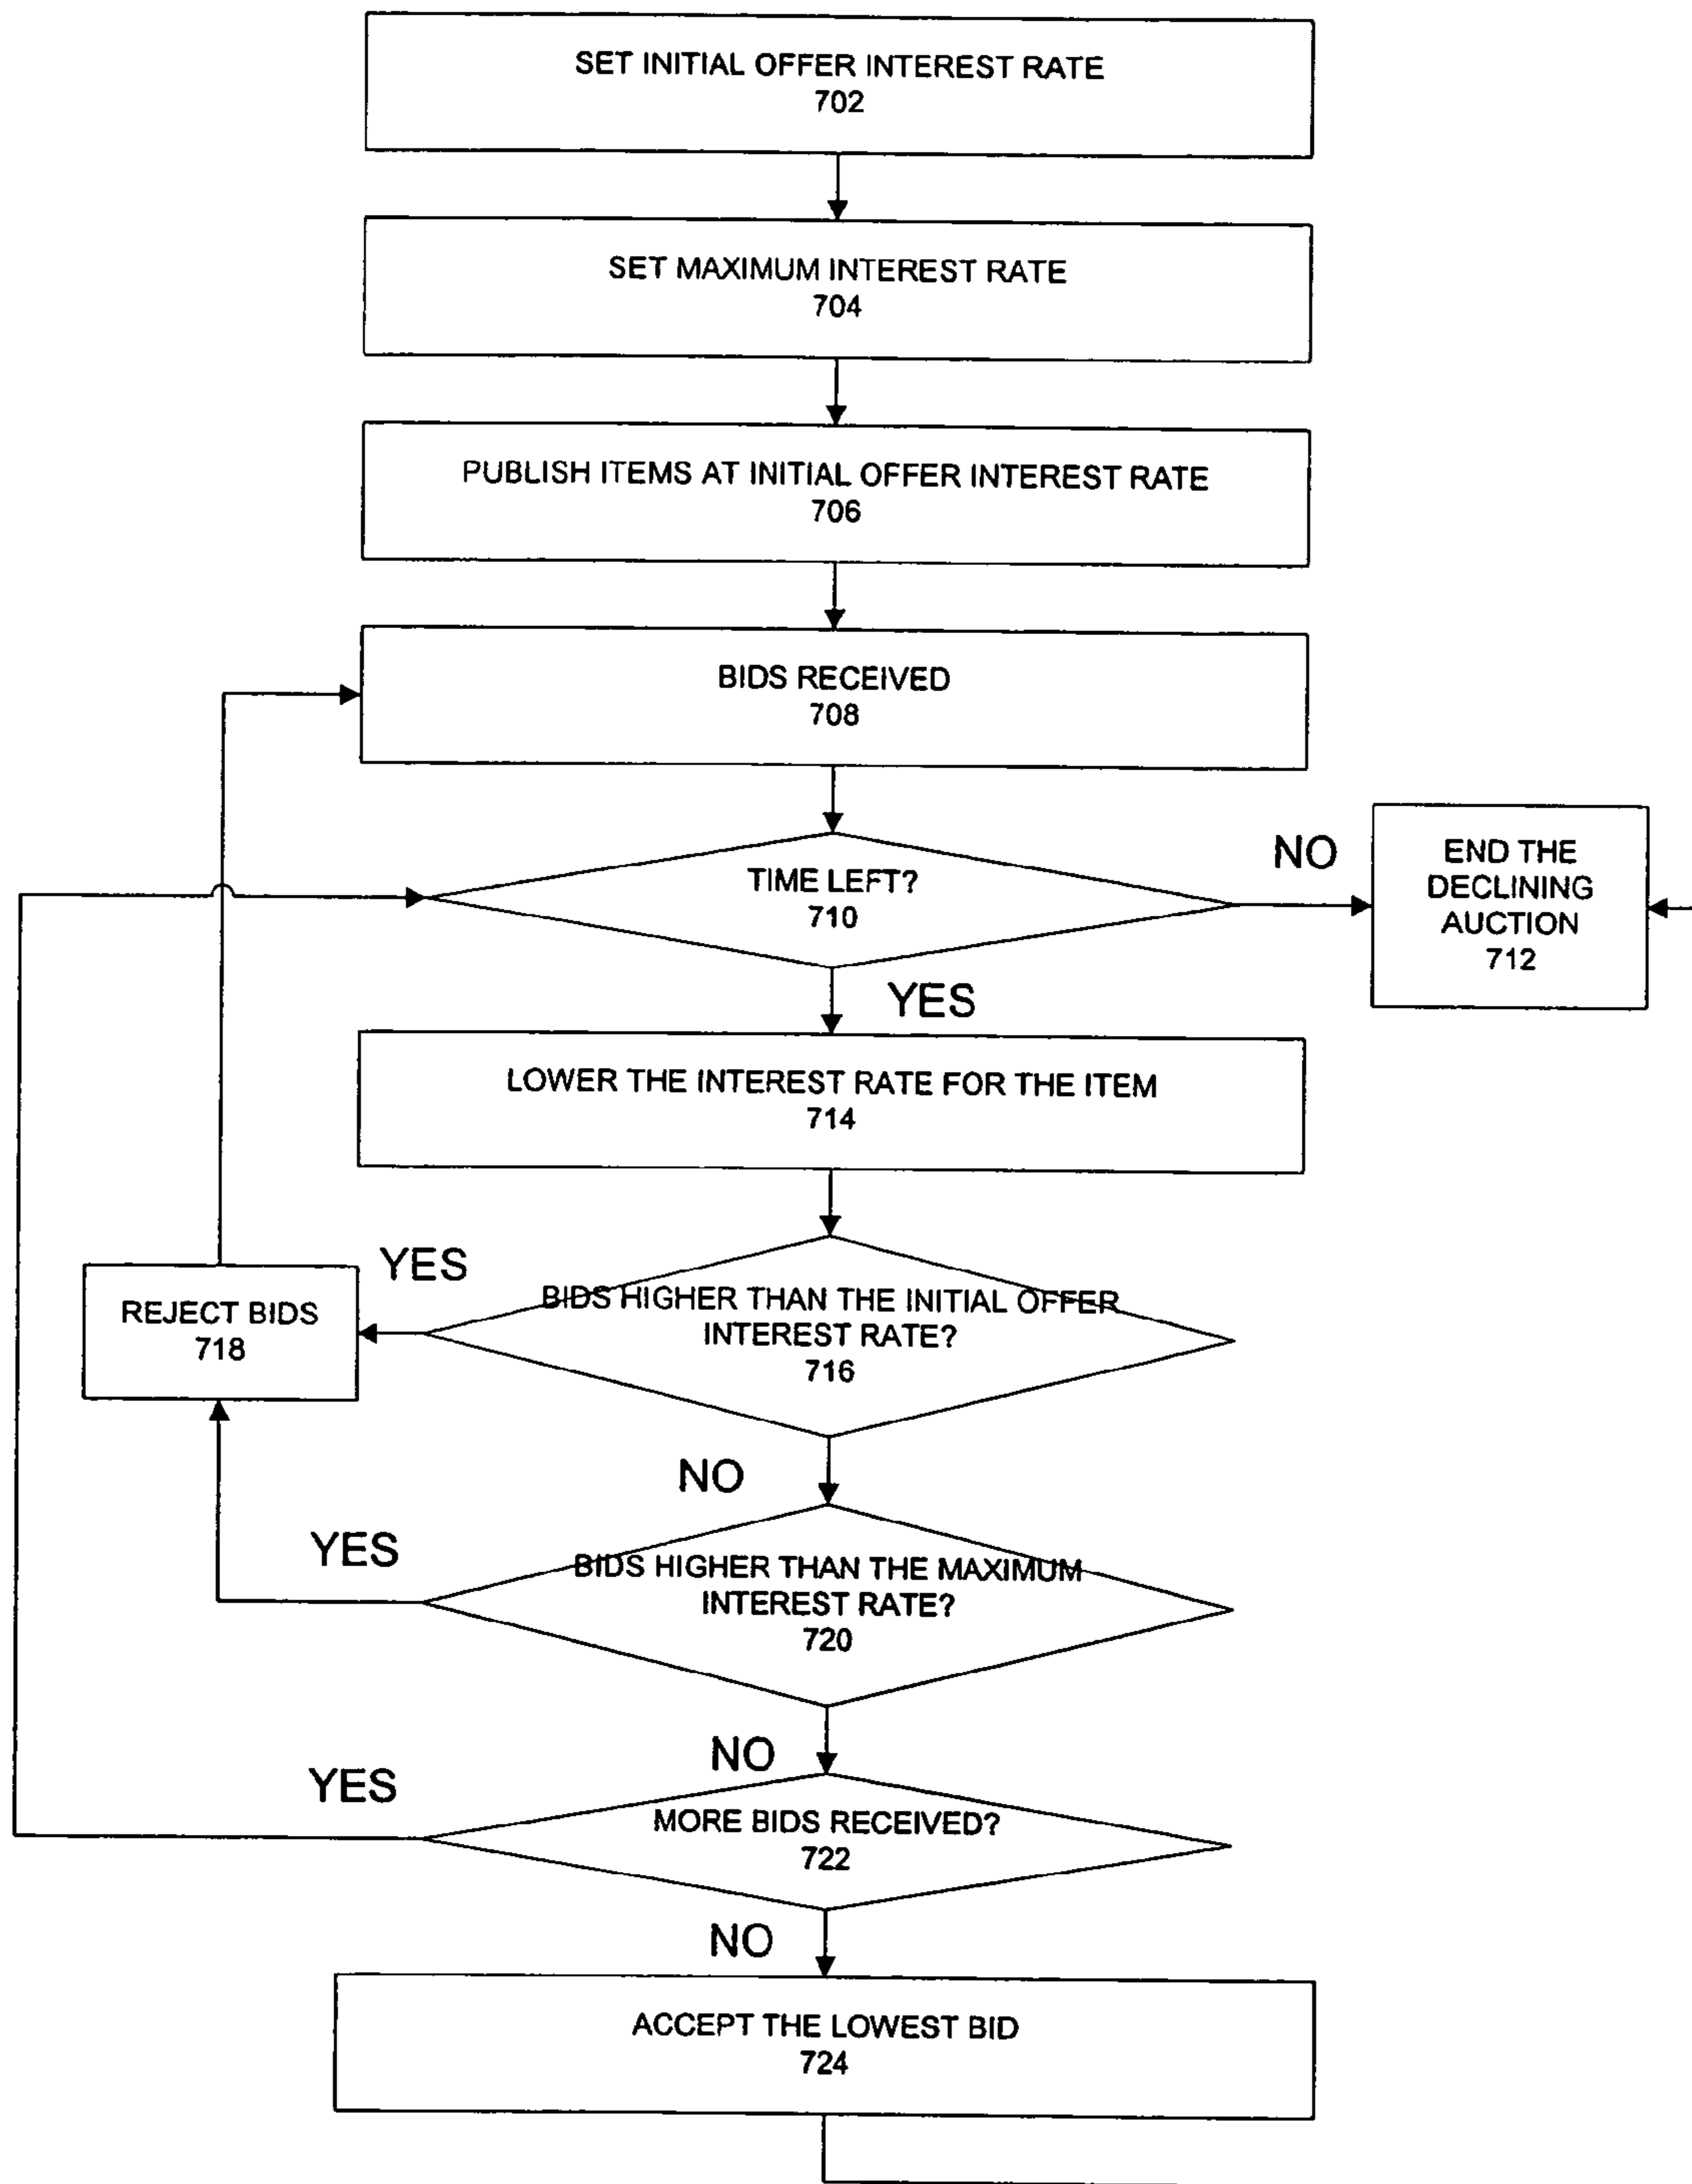 SET INITIAL OFFER INTEREST RATE
702
SET MAXIMUM INTEREST RATE
704
PUBLISH ITEMS AT INITIAL OFFER INTEREST RATE
706
BIDS RECEIVED
708
TIME LEFT?
710
NO
END THE
DECLINING
AUCTION
712
YES
LOWER THE INTEREST RATE FOR THE ITEM
714
YES
BIDS HIGHER THAN THE INITIAL OFFER
INTEREST RATE?
716
REJECT BIDS
718
NO
YES
BIDS HIGHER THAN THE MAXIMUM
INTEREST RATE?
720
NO
YES
MORE BIDS RECEIVED?
722
NO
ACCEPT THE LOWEST BID
724